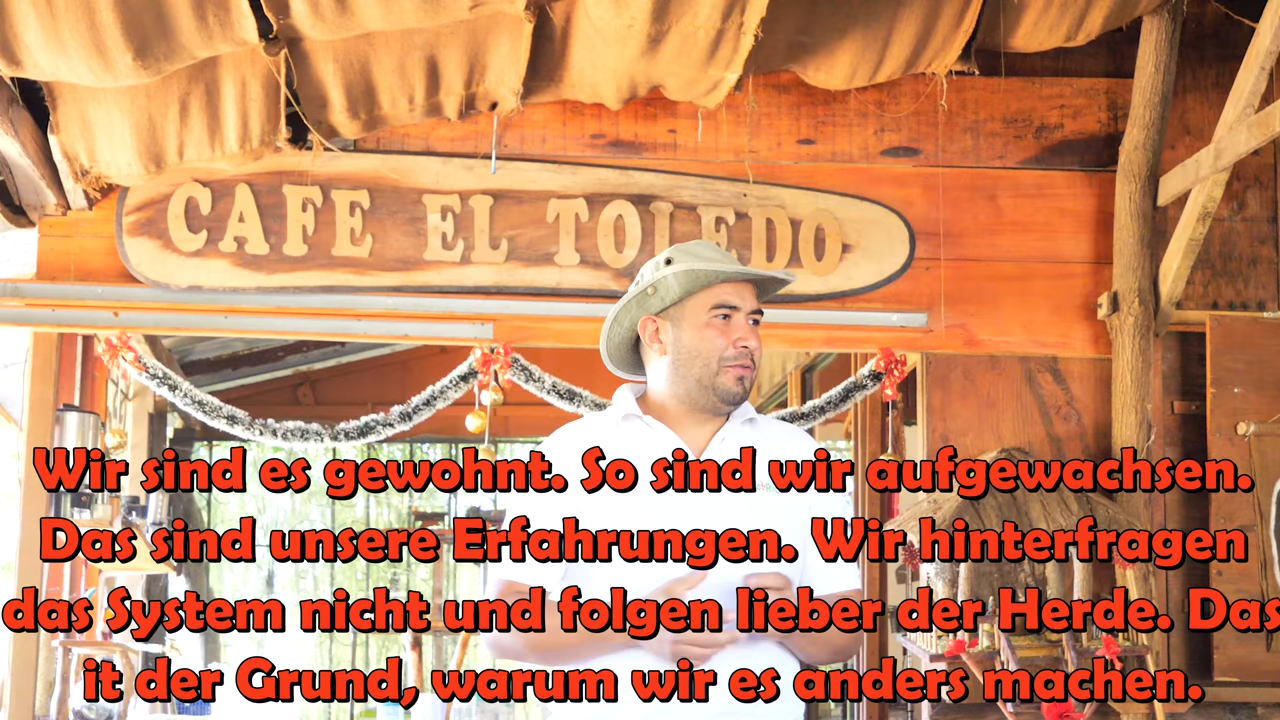 CAFE EL TOLEDO
Wir sind es gewohnt. So sind wir aufgewachsen.
Das sind unsere Erfahrungen. Wir hinterfragen
das System nicht und folgen lieber der Herde. Das
it der Grund, warum wir es anders machen.